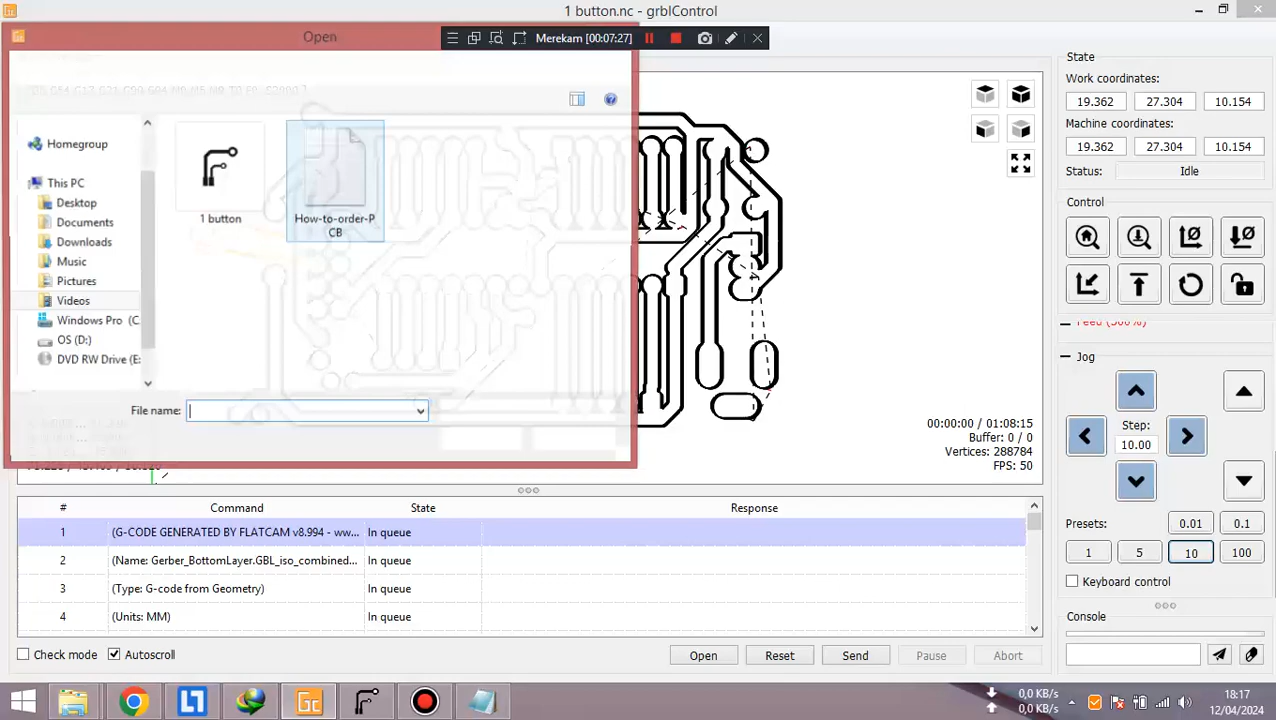 1 button.nc - grblControl
Open
Merekam [00:07:27]
Homegroup
This PC
Desktop
Documents
Downloads
Music
Pictures
Videos
Windows Pro (C
OS (D:)
DVD RW Drive (E:
1 button
How-to-order-P
CB
File name:
00:00:00 / 01:08:15
Buffer: 0 / 0
Vertices: 288784
FPS: 50
# Command State Response
1 (G-CODE GENERATED BY FLATCAM v8.994 - ww... In queue
2 (Name: Gerber_BottomLayer.GBL_iso_combined... In queue
3 (Type: G-code from Geometry) In queue
4 (Units: MM) In queue
Check mode Autoscroll Open Reset Send Pause Abort
State
Work coordinates:
19.362 27.304 10.154
Machine coordinates:
19.362 27.304 10.154
Status: Idle
Control
Jog
Step:
10.00
Presets: 0.01 0.1
1 5 10 100
Keyboard control
Console
0,0 KB/s
0,0 KB/s
18:17
12/04/2024